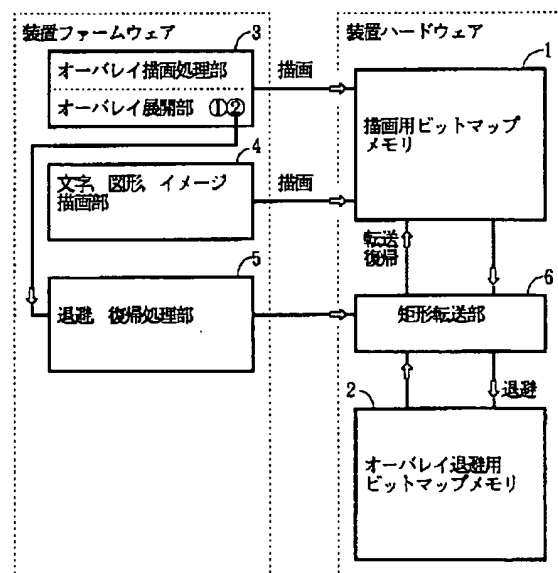 装置ファームウェア
3
オーバレイ描画処理部
オーバレイ展開部 ①②
描画
4
文字、図形、イメージ
描画部
描画
5
退避、復帰処理部
装置ハードウェア
1
描画用ビットマップ
メモリ
転送
復帰
6
矩形転送部
退避
2
オーバレイ退避用
ビットマップメモリ